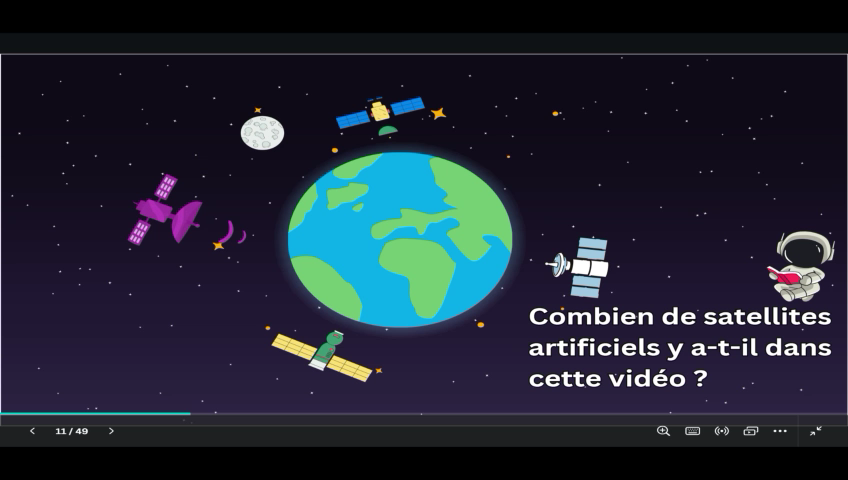 Combien de satellites
artificiels y a-t-il dans
cette vidéo ?
11 / 49